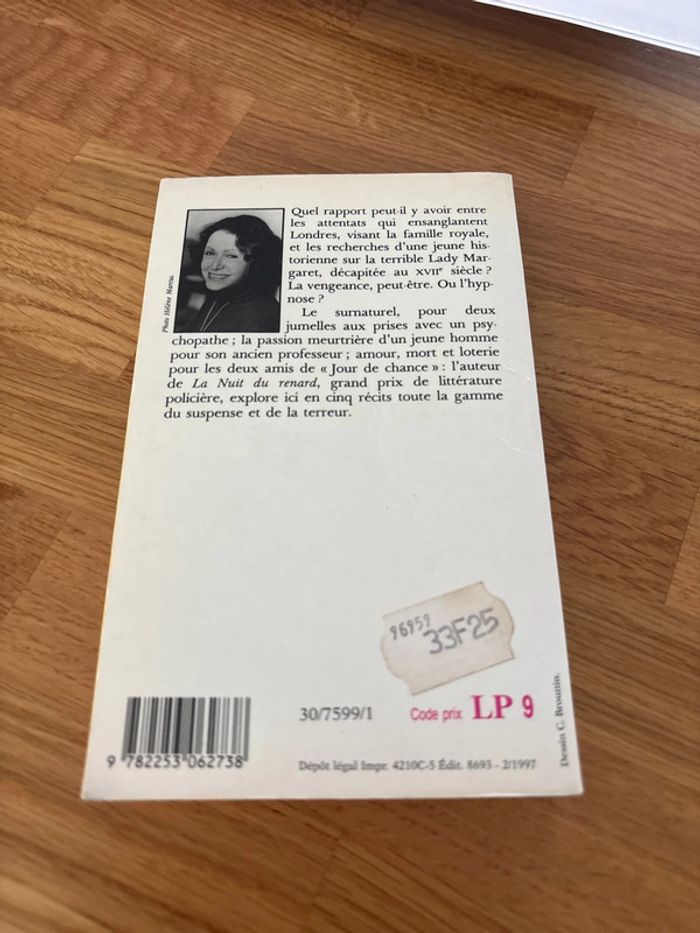 Quel rapport peut-il y avoir entre
les attentats qui ensanglantent
Londres, visant la famille royale,
et les recherches d'une jeune his-
torienne sur la terrible Lady Mar-
garet, décapitée au XVIIe siècle ?
La vengeance, peut-être. Ou l'hyp-
nose ?
Le surnaturel, pour deux
jumelles aux prises avec un psy-
chopathe ; la passion meurtrière d'un jeune homme
pour son ancien professeur ; amour, mort et loterie
pour les deux amis de « Jour de chance » : l'auteur
de La Nuit du renard, grand prix de littérature
policière, explore ici en cinq récits toute la gamme
du suspense et de la terreur.
Photo Hélène Marcus.
96959
33F25
30/7599/1
Code prix LP 9
9 782253 062738
Dépôt légal Impr. 4210C-5 Édit. 8693 - 2/1997
Dessin C. Brouttin.